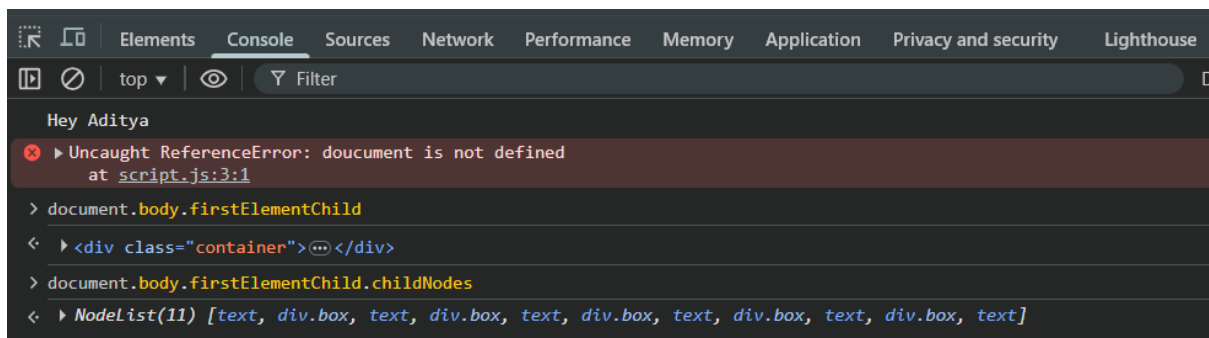 Elements Console Sources Network Performance Memory Application Privacy and security Lighthouse
top Filter
Hey Aditya
Uncaught ReferenceError: doucument is not defined
at script.js:3:1
> document.body.firstElementChild
<div class="container">…</div>
> document.body.firstElementChild.childNodes
NodeList(11) [text, div.box, text, div.box, text, div.box, text, div.box, text, div.box, text]